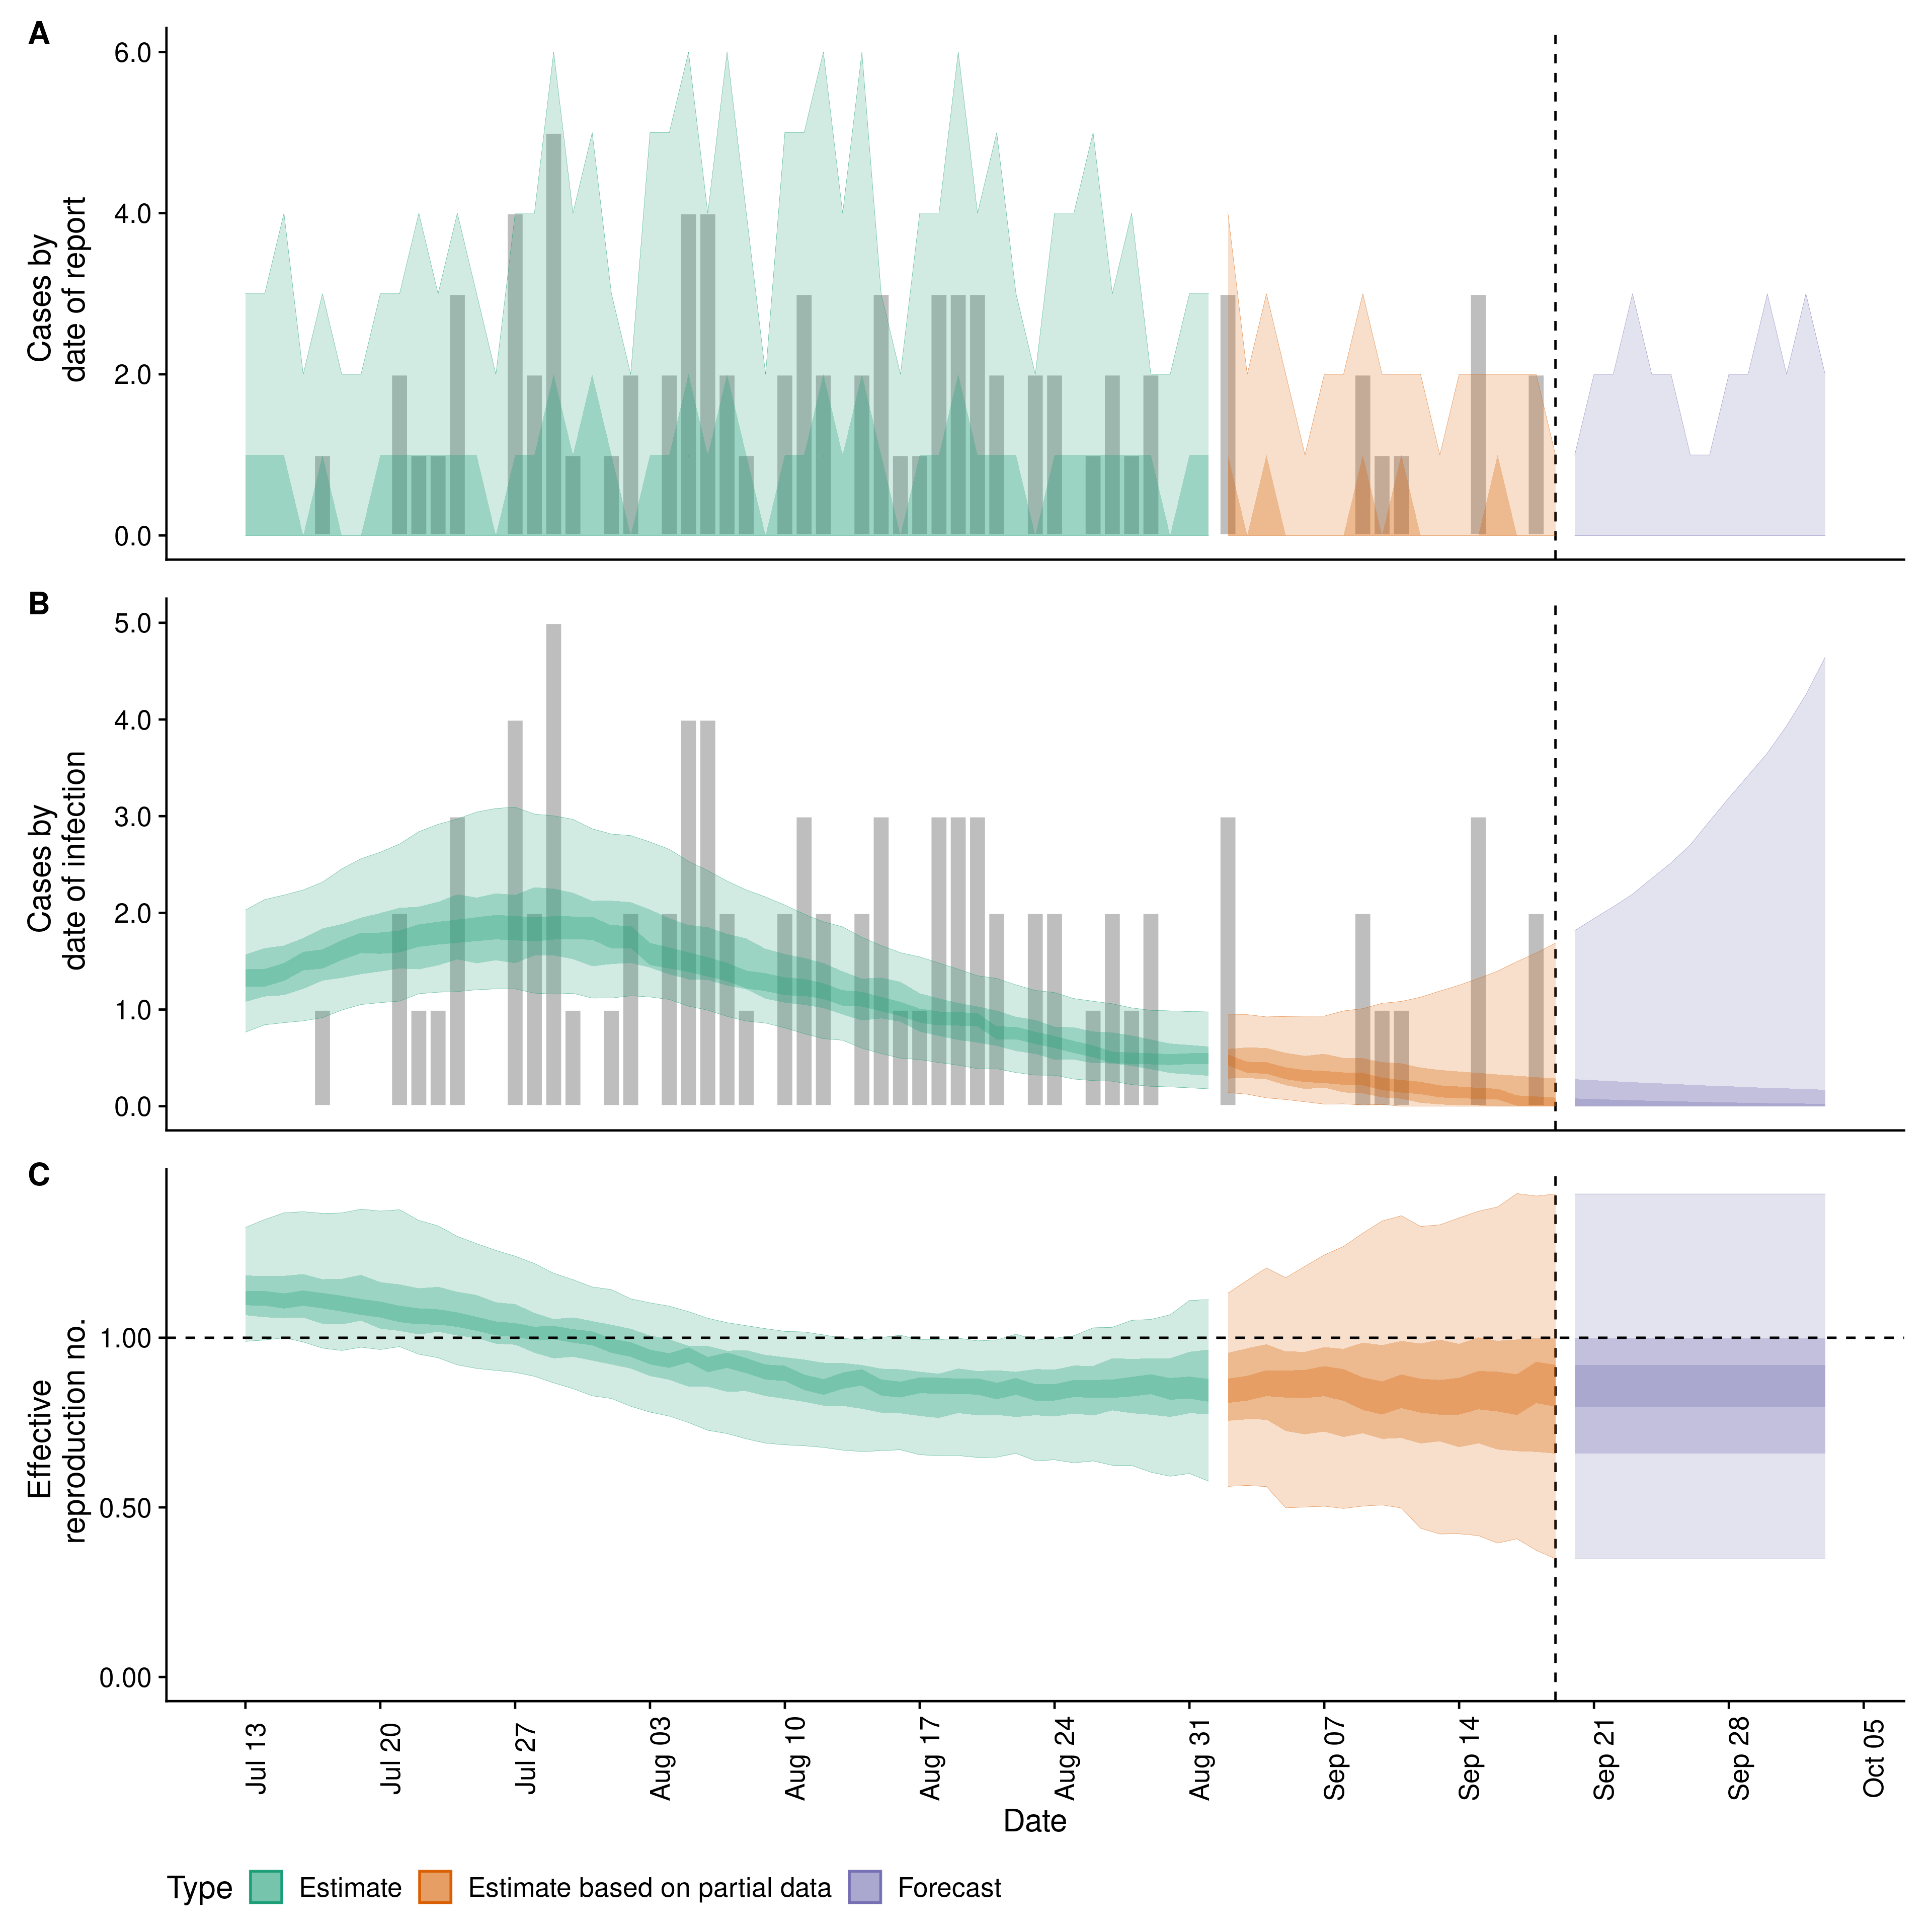 A
Cases by
date of report
6.0
4.0
2.0
0.0
B
Cases by
date of infection
5.0
4.0
3.0
2.0
1.0
0.0
C
Effective
reproduction no.
1.00
0.50
0.00
Jul 13
Jul 20
Jul 27
Aug 03
Aug 10
Aug 17
Aug 24
Aug 31
Sep 07
Sep 14
Sep 21
Sep 28
Oct 05
Date
Type Estimate Estimate based on partial data Forecast